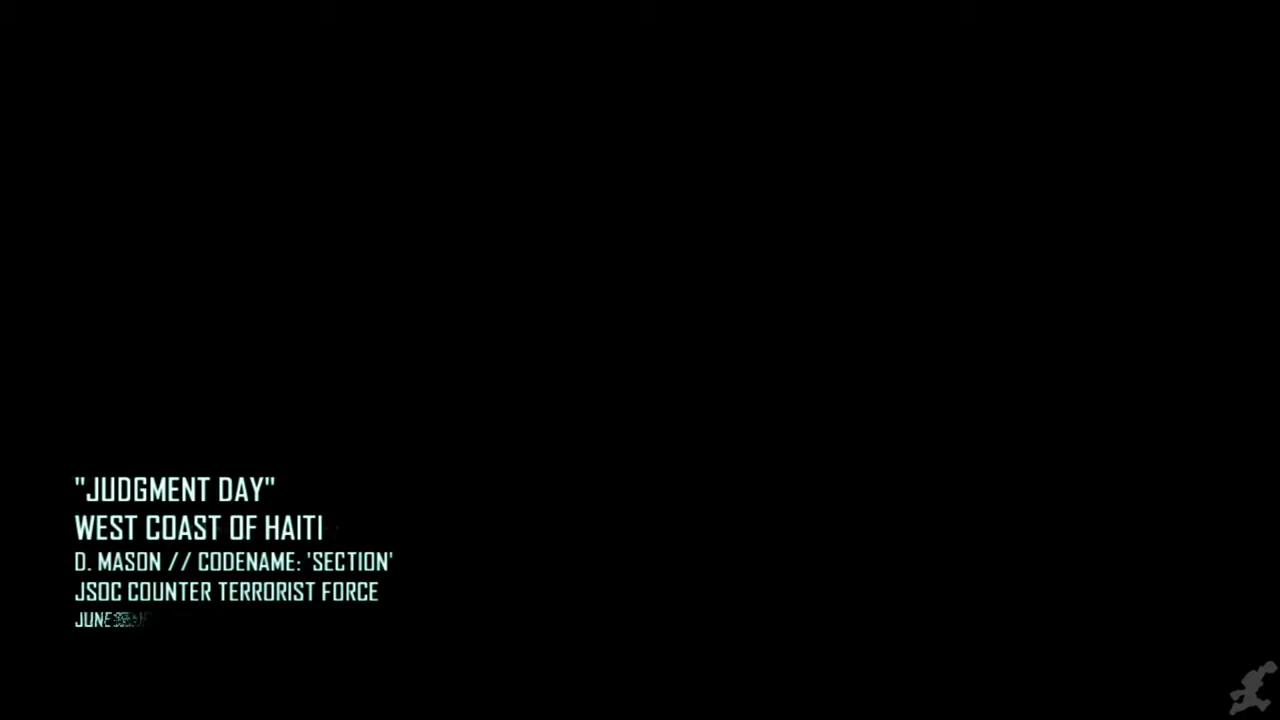 "JUDGMENT DAY"
WEST COAST OF HAITI
D. MASON // CODENAME: 'SECTION'
JSOC COUNTER TERRORIST FORCE
JUNE